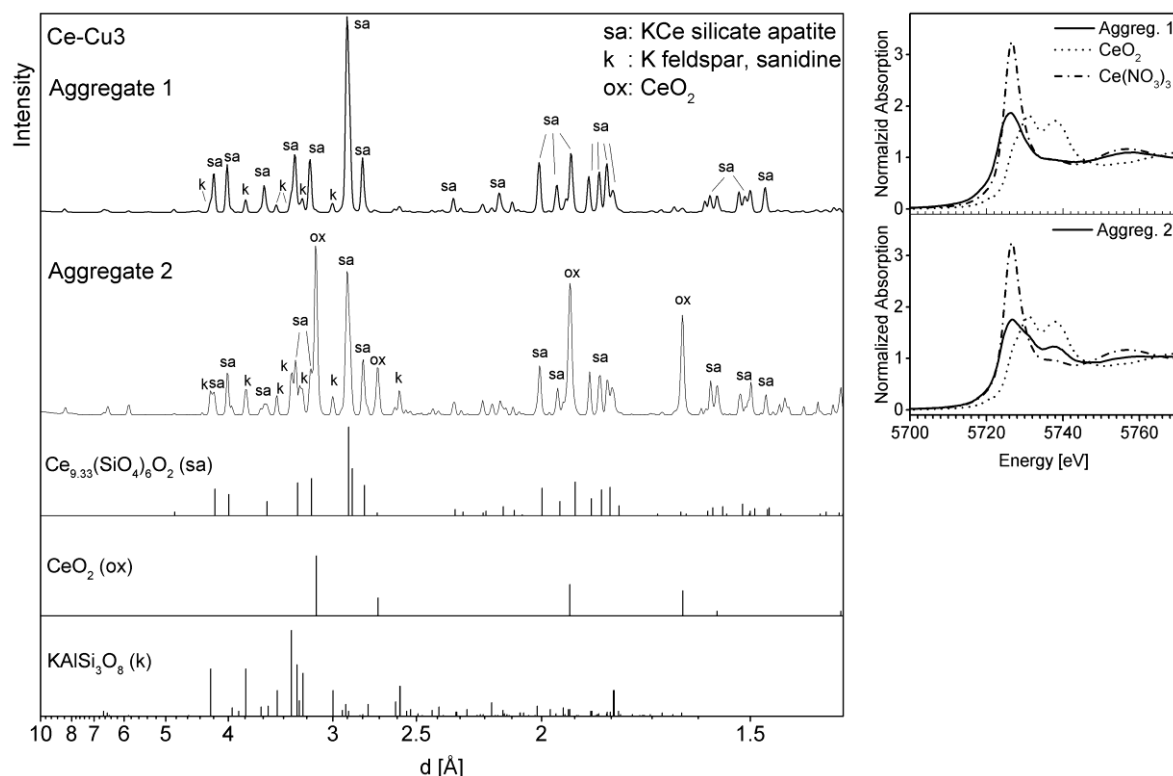 Ce-Cu3
sa: KCe silicate apatite
k : K feldspar, sanidine
ox: CeO2
Aggregate 1
Intensity
sa
sa
sa
sa
sa
sa
sa
sa
sa
sa
sa
sa
sa
k
k
k
k
k
k
Aggregate 2
ox
sa
ox
ox
sa
sa
sa
k
sa
k
sa
k
k
k
sa
ox
k
sa
sa
sa
sa
sa
sa
Ce9.33(SiO4)6O2 (sa)
CeO2 (ox)
KAlSi3O8 (k)
10 8 7 6 5 4 3 2.5 2 1.5
d [Å]
Aggreg. 1
CeO2
Ce(NO3)3
3
2
1
0
Normalzid Absorption
Aggreg. 2
3
2
1
0
Normalized Absorption
5700 5720 5740 5760
Energy [eV]